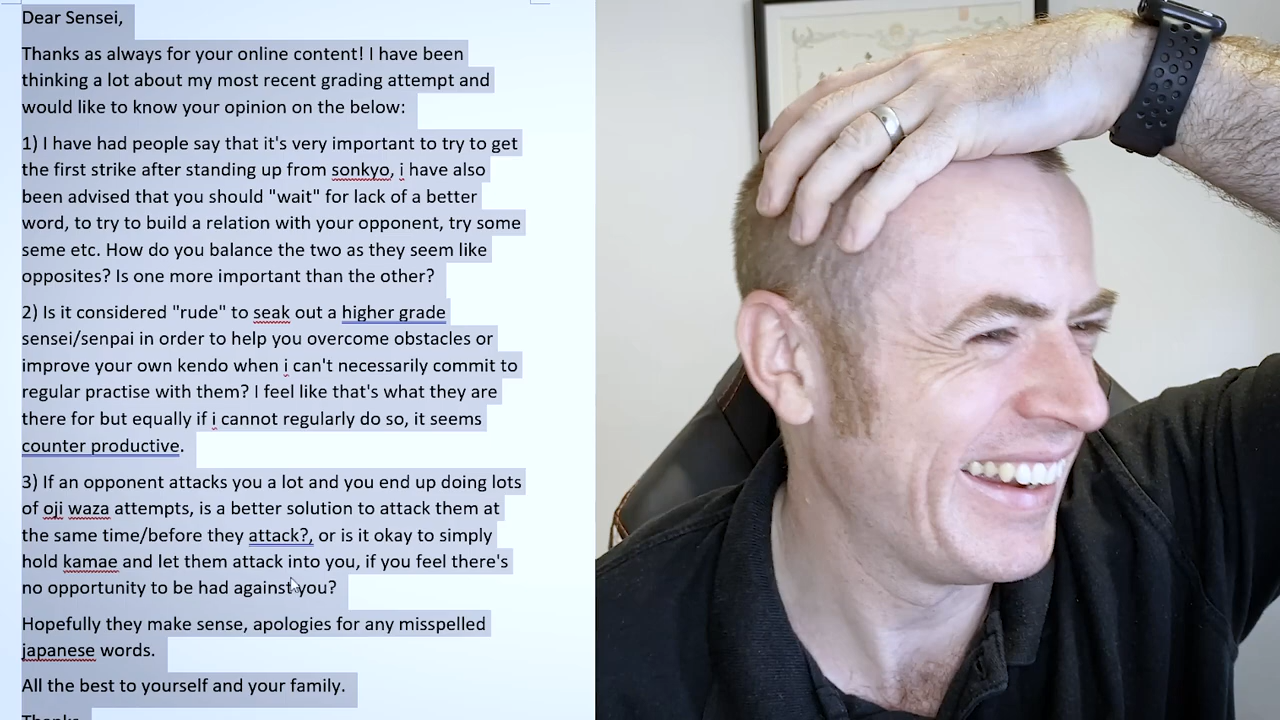 Dear Sensei,
Thanks as always for your online content! I have been
thinking a lot about my most recent grading attempt and
would like to know your opinion on the below:
1) I have had people say that it's very important to try to get
the first strike after standing up from sonkyo, i have also
been advised that you should "wait" for lack of a better
word, to try to build a relation with your opponent, try some
seme etc. How do you balance the two as they seem like
opposites? Is one more important than the other?
2) Is it considered "rude" to seak out a higher grade
sensei/senpai in order to help you overcome obstacles or
improve your own kendo when i can't necessarily commit to
regular practise with them? I feel like that's what they are
there for but equally if i cannot regularly do so, it seems
counter productive.
3) If an opponent attacks you a lot and you end up doing lots
of oji waza attempts, is a better solution to attack them at
the same time/before they attack?, or is it okay to simply
hold kamae and let them attack into you, if you feel there's
no opportunity to be had against you?
Hopefully they make sense, apologies for any misspelled
japanese words.
All the best to yourself and your family.
Thanks